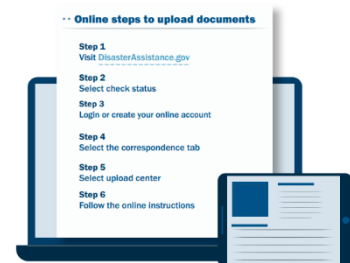 Online steps to upload documents
Step 1
Visit DisasterAssistance.gov
Step 2
Select check status
Step 3
Login or create your online account
Step 4
Select the correspondence tab
Step 5
Select upload center
Step 6
Follow the online instructions